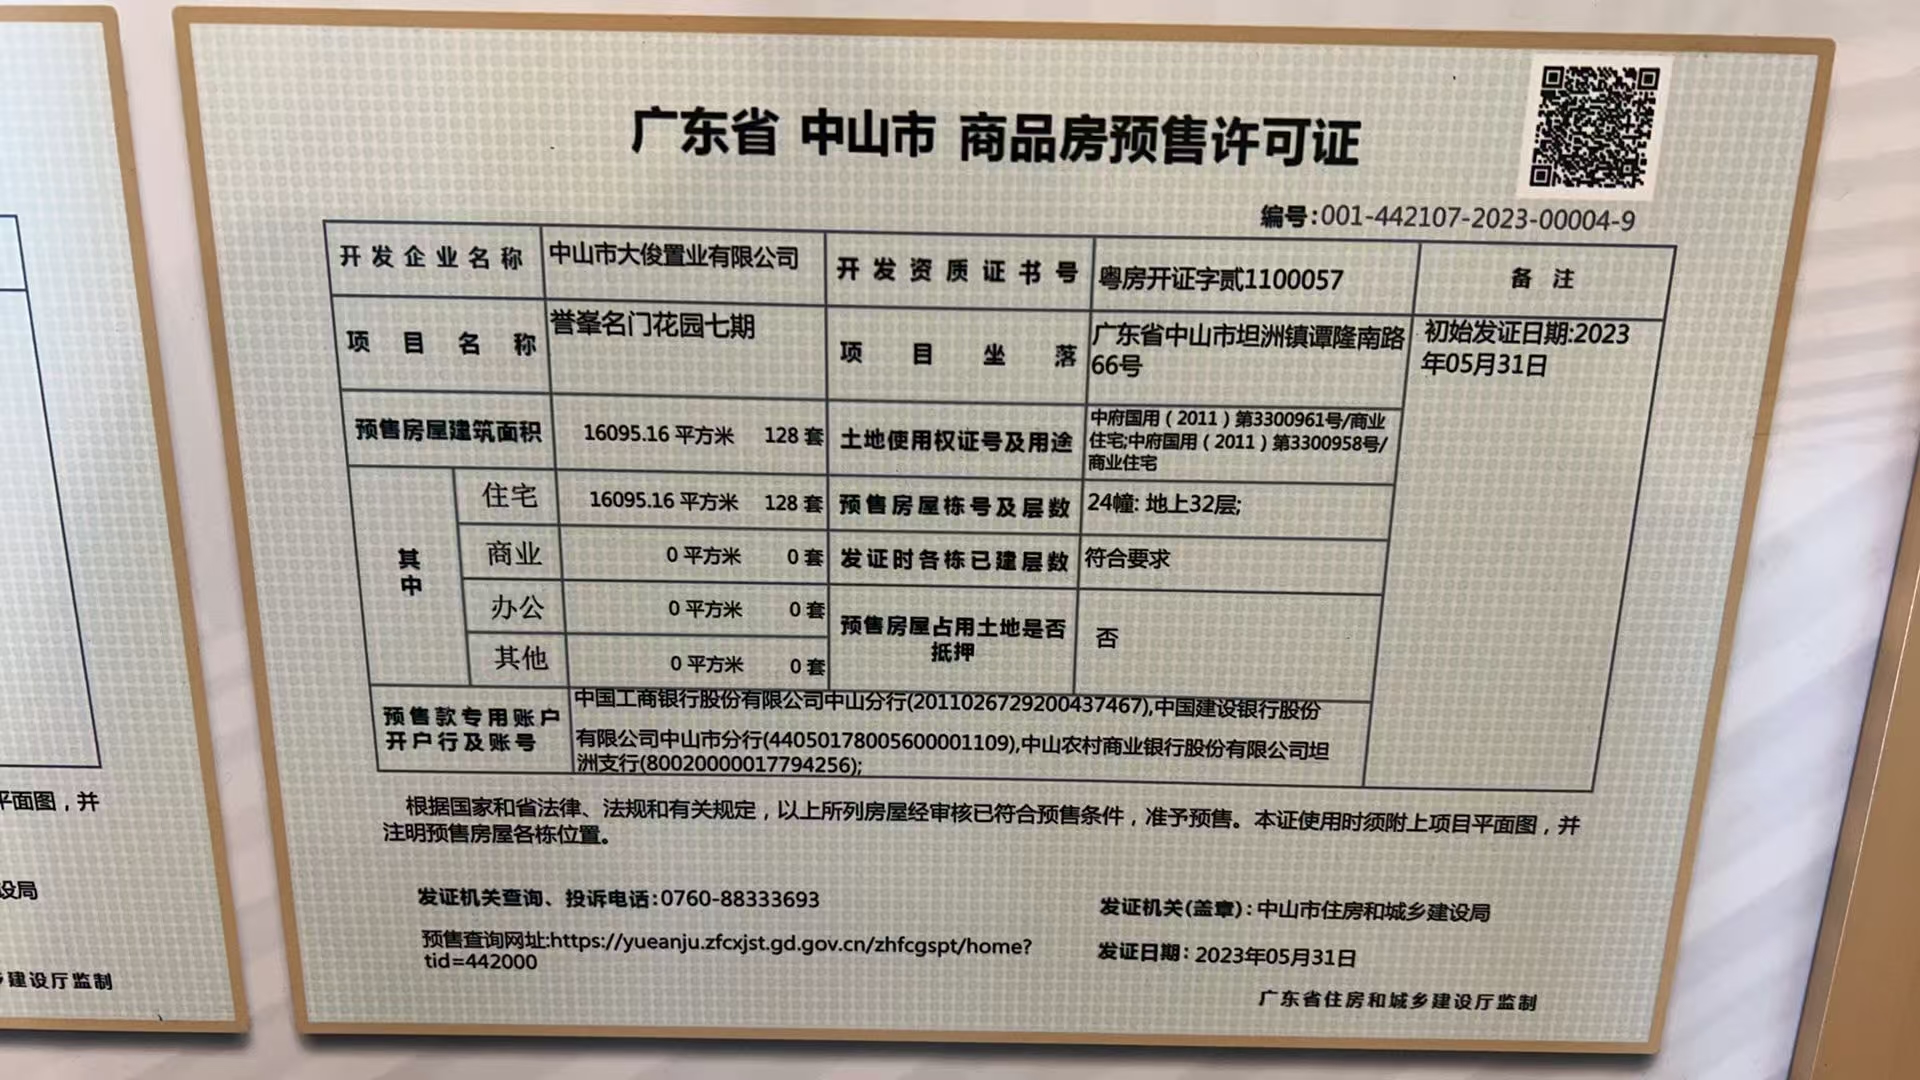 广东省 中山市 商品房预售许可证
编号:001-442107-2023-00004-9
开发企业名称
中山市大俊置业有限公司
开发资质证书号
粤房开证字贰1100057
备注
项目名称
誉峯名门花园七期
项目坐落
广东省中山市坦洲镇谭隆南路
66号
初始发证日期:2023
年05月31日
预售房屋建筑面积
16095.16 平方米 128 套
土地使用权证号及用途
中府国用（2011）第3300961号/商业
住宅;中府国用（2011）第3300958号/
商业住宅
其
中
住宅
16095.16 平方米 128 套
预售房屋栋号及层数
24幢: 地上32层;
商业
0 平方米 0 套
发证时各栋已建层数
符合要求
办公
0 平方米 0 套
预售房屋占用土地是否
抵押
否
其他
0 平方米 0 套
预售款专用账户
开户行及账号
中国工商银行股份有限公司中山分行(2011026729200437467),中国建设银行股份
有限公司中山市分行(44050178005600001109),中山农村商业银行股份有限公司坦
洲支行(80020000017794256);
根据国家和省法律、法规和有关规定，以上所列房屋经审核已符合预售条件，准予预售。本证使用时须附上项目平面图，并
注明预售房屋各栋位置。
发证机关查询、投诉电话:0760-88333693
预售查询网址:https://yueanju.zfcxjst.gd.gov.cn/zhfcgspt/home?
tid=442000
发证机关(盖章): 中山市住房和城乡建设局
发证日期: 2023年05月31日
广东省住房和城乡建设厅监制
平面图，并
设局
建设厅监制